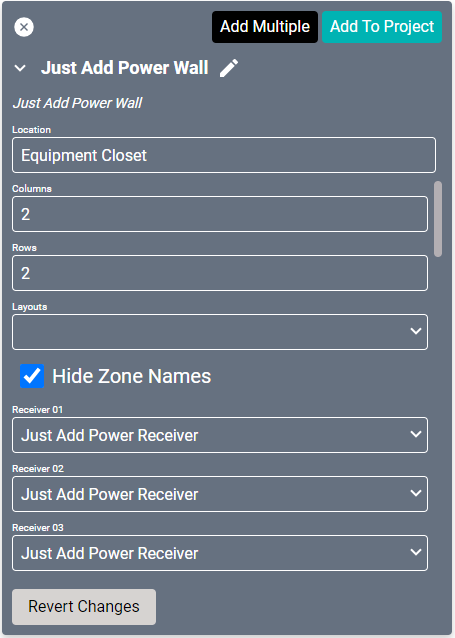 Add Multiple
Add To Project
Just Add Power Wall
Just Add Power Wall
Location
Equipment Closet
Columns
2
Rows
2
Layouts
Hide Zone Names
Receiver 01
Just Add Power Receiver
Receiver 02
Just Add Power Receiver
Receiver 03
Just Add Power Receiver
Revert Changes